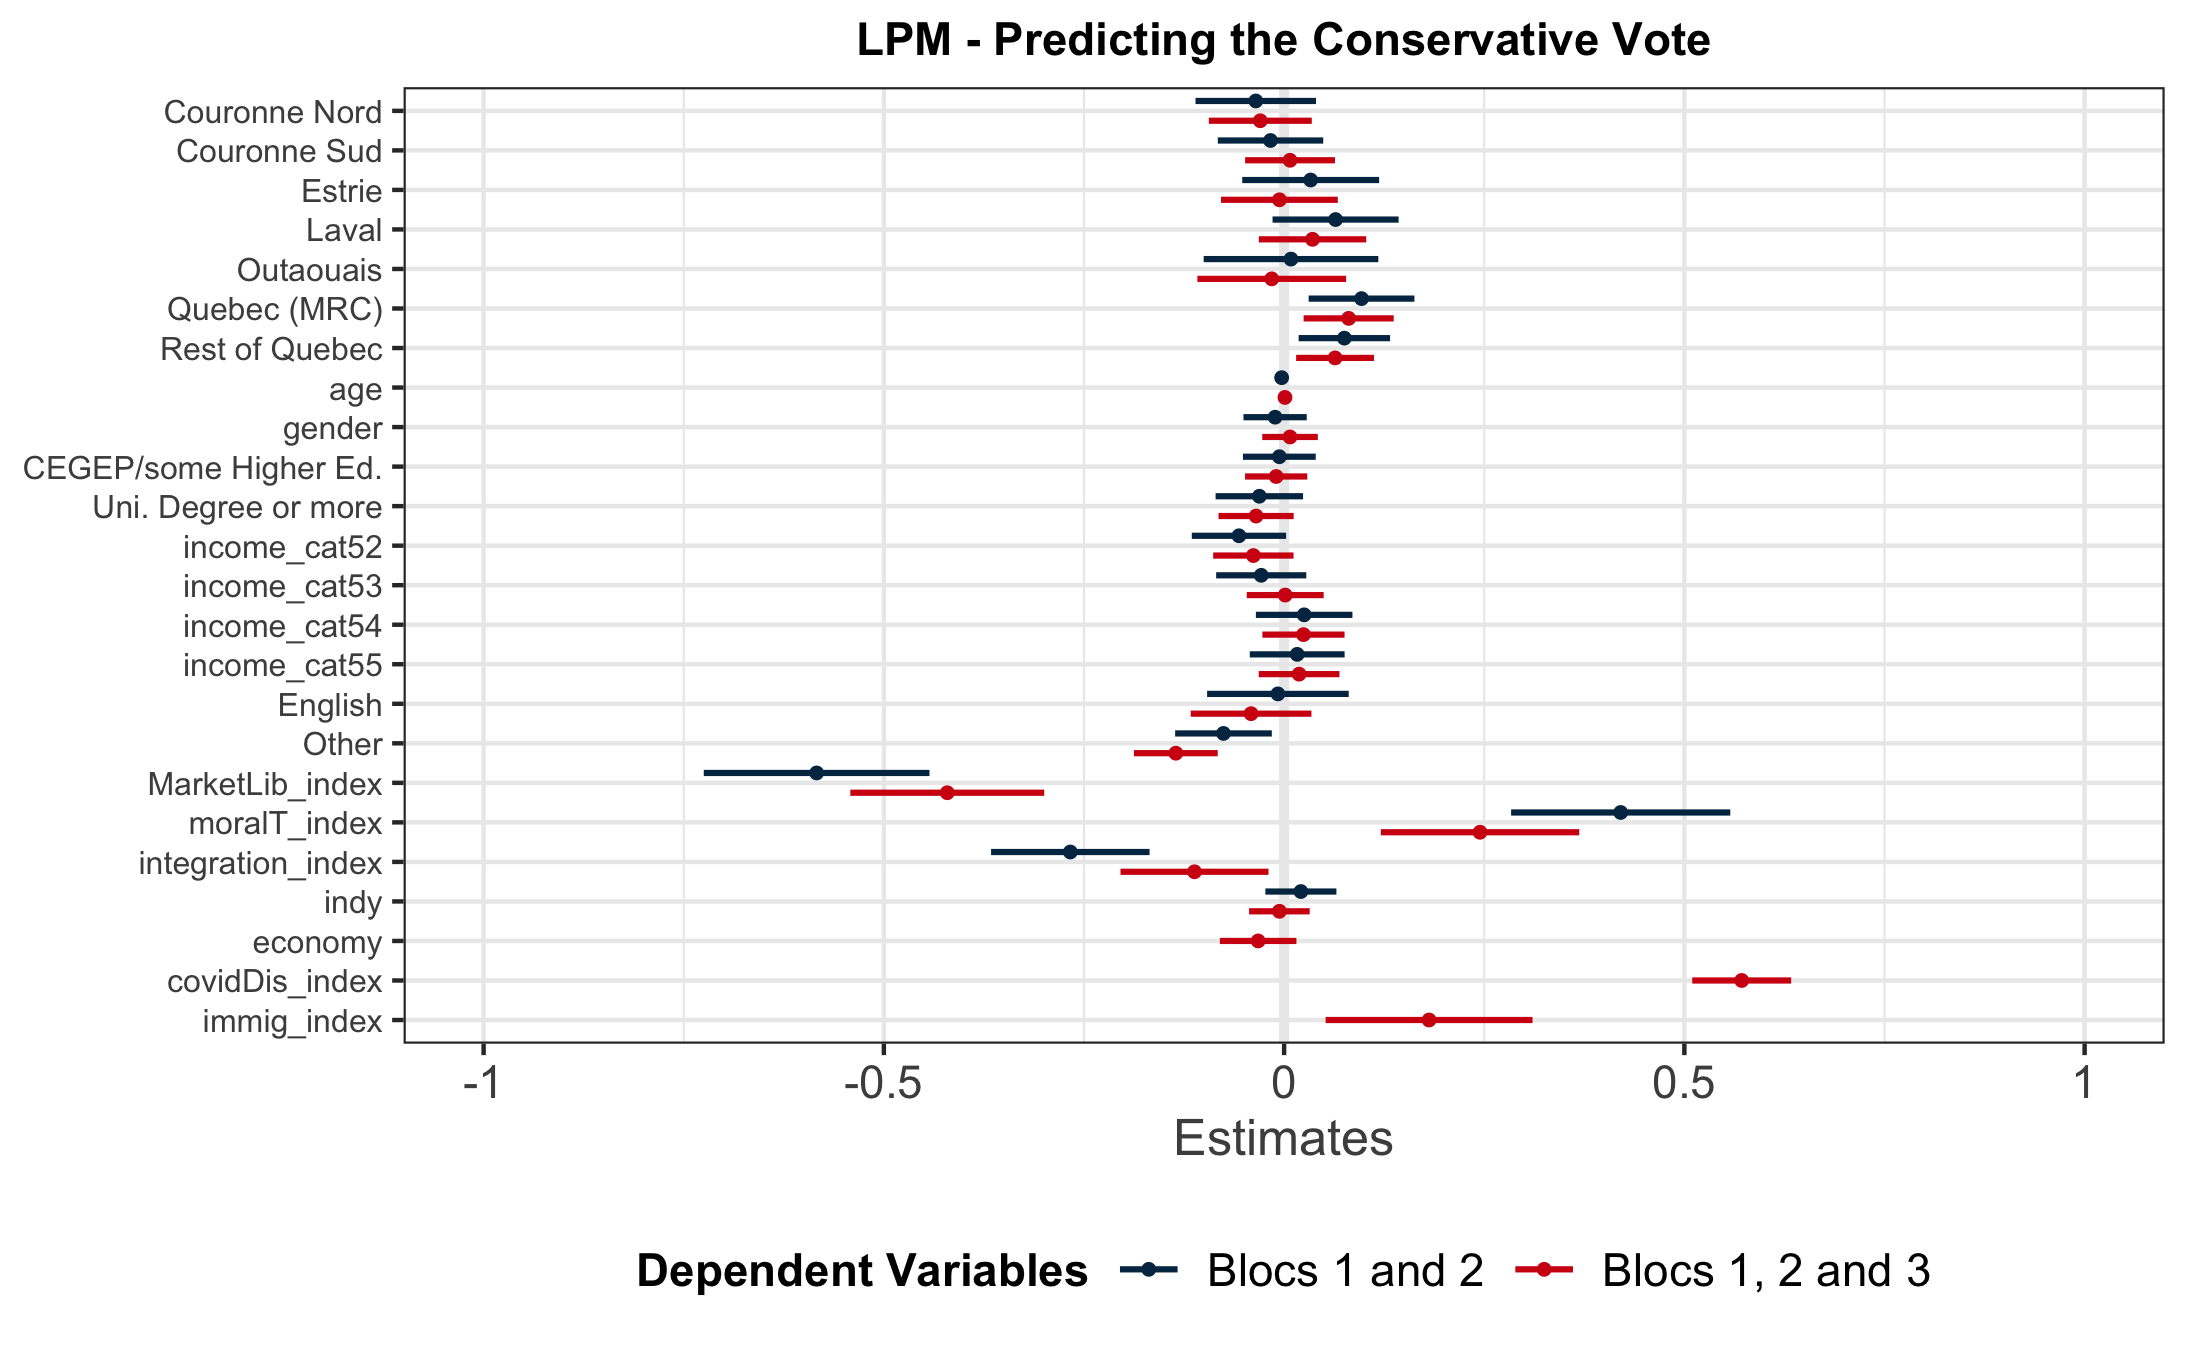 LPM - Predicting the Conservative Vote
Couronne Nord
Couronne Sud
Estrie
Laval
Outaouais
Quebec (MRC)
Rest of Quebec
age
gender
CEGEP/some Higher Ed.
Uni. Degree or more
income_cat52
income_cat53
income_cat54
income_cat55
English
Other
MarketLib_index
moralT_index
integration_index
indy
economy
covidDis_index
immig_index
-1 -0.5 0 0.5 1
Estimates
Dependent Variables Blocs 1 and 2 Blocs 1, 2 and 3